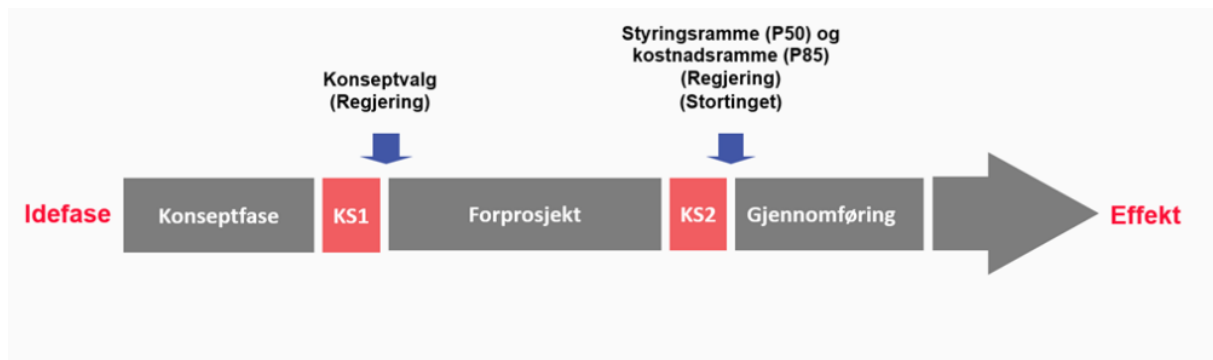 Styringsramme (P50) og
kostnadsramme (P85)
(Regjering)
(Stortinget)
Konseptvalg
(Regjering)
Idefase
Konseptfase
KS1
Forprosjekt
KS2
Gjennomføring
Effekt